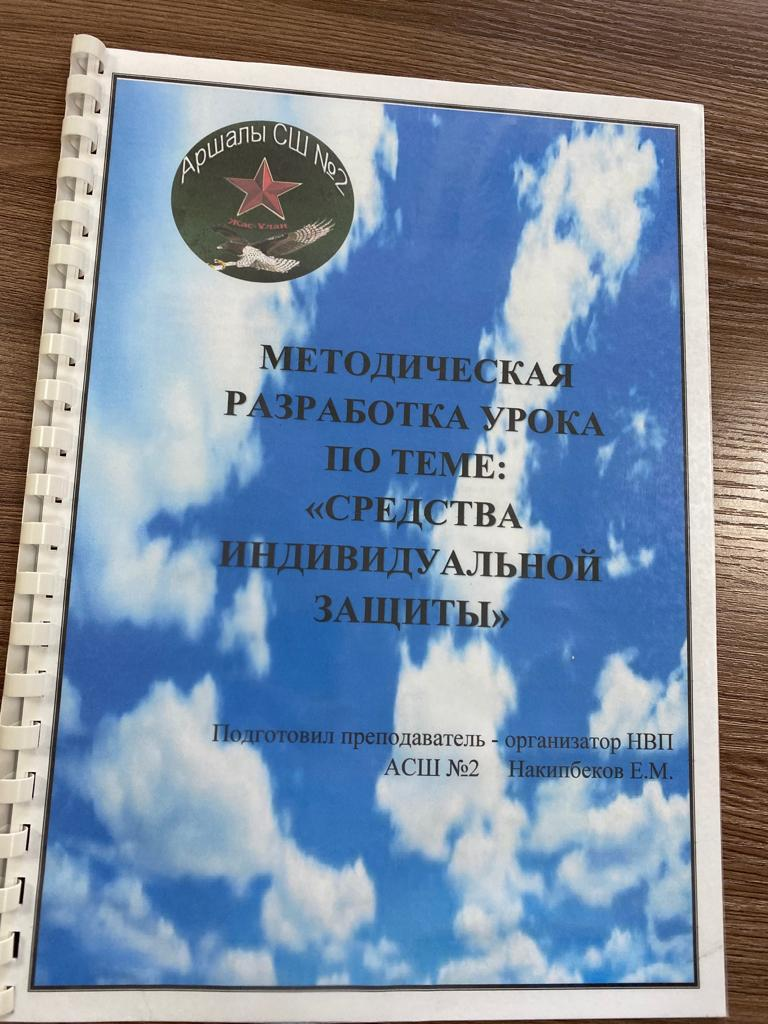 Аршалы СШ №2
Жас-Ұлан
МЕТОДИЧЕСКАЯ
РАЗРАБОТКА УРОКА
ПО ТЕМЕ:
«СРЕДСТВА
ИНДИВИДУАЛЬНОЙ
ЗАЩИТЫ»
Подготовил преподаватель - организатор НВП
АСШ №2 Накипбеков Е.М.